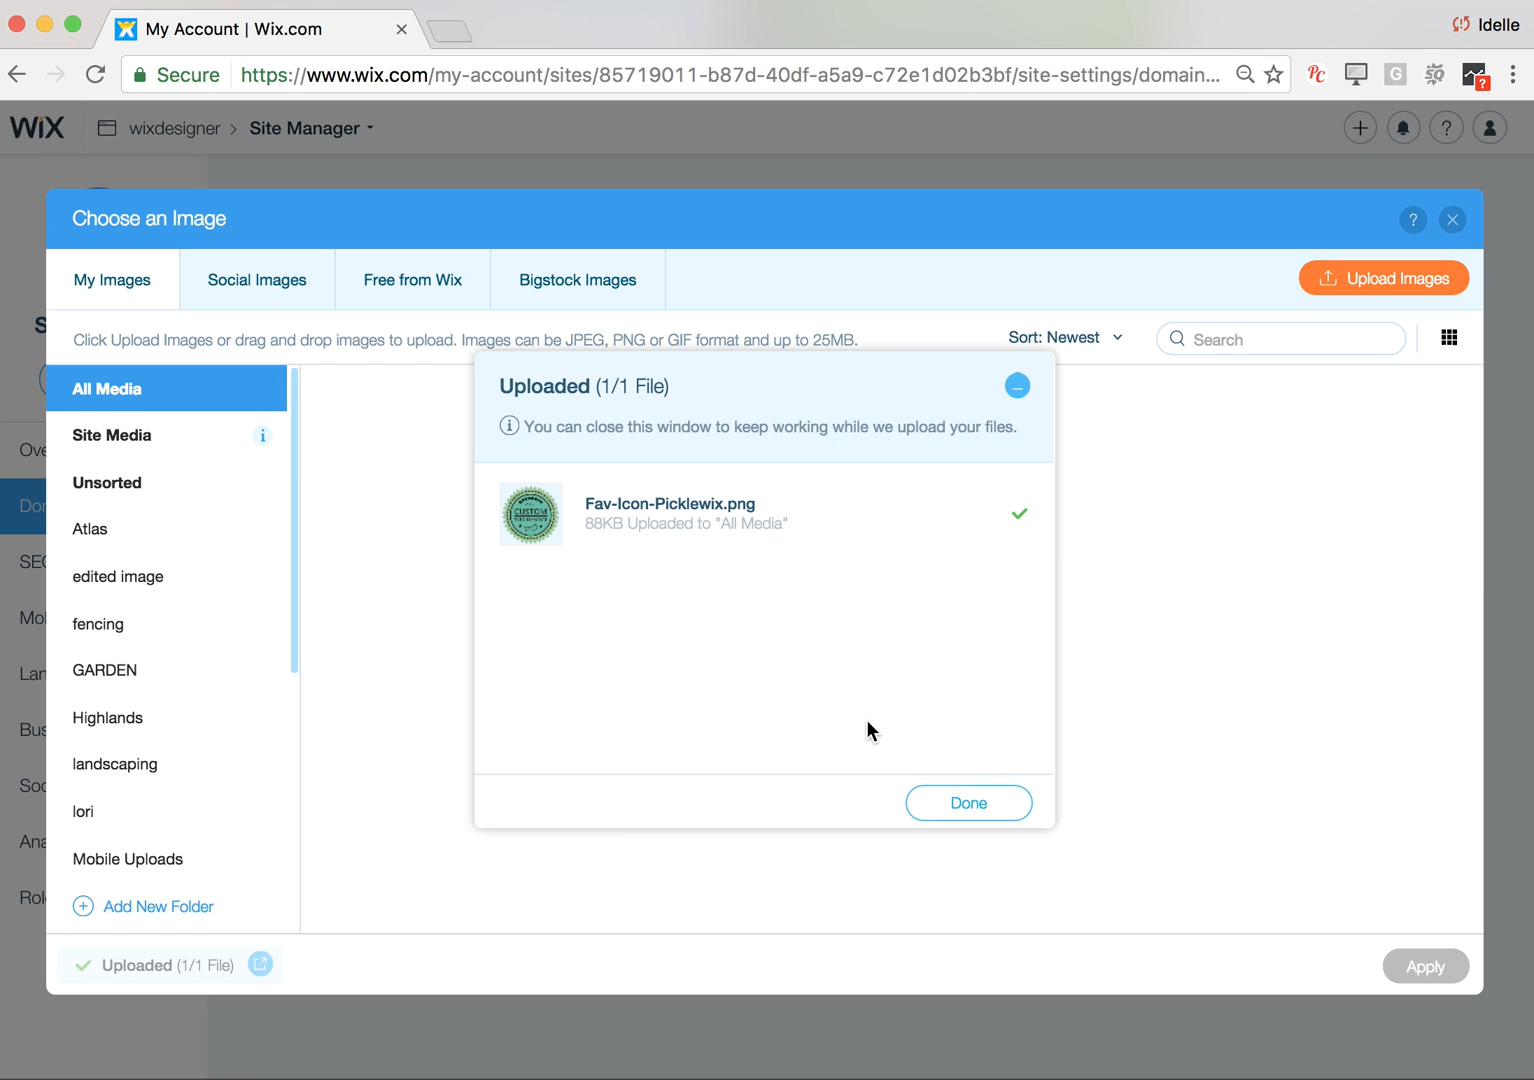 My Account | Wix.com
Idelle
Secure
https://www.wix.com/my-account/sites/85719011-b87d-40df-a5a9-c72e1d02b3bf/site-settings/domain...
WiX
wixdesigner > Site Manager
Choose an Image
My Images
Social Images
Free from Wix
Bigstock Images
Upload Images
Click Upload Images or drag and drop images to upload. Images can be JPEG, PNG or GIF format and up to 25MB.
Sort: Newest
Search
All Media
Site Media
Unsorted
Atlas
edited image
fencing
GARDEN
Highlands
landscaping
lori
Mobile Uploads
Add New Folder
Uploaded (1/1 File)
You can close this window to keep working while we upload your files.
CUSTOM
Fav-Icon-Picklewix.png
88KB Uploaded to "All Media"
Done
Uploaded (1/1 File)
Apply